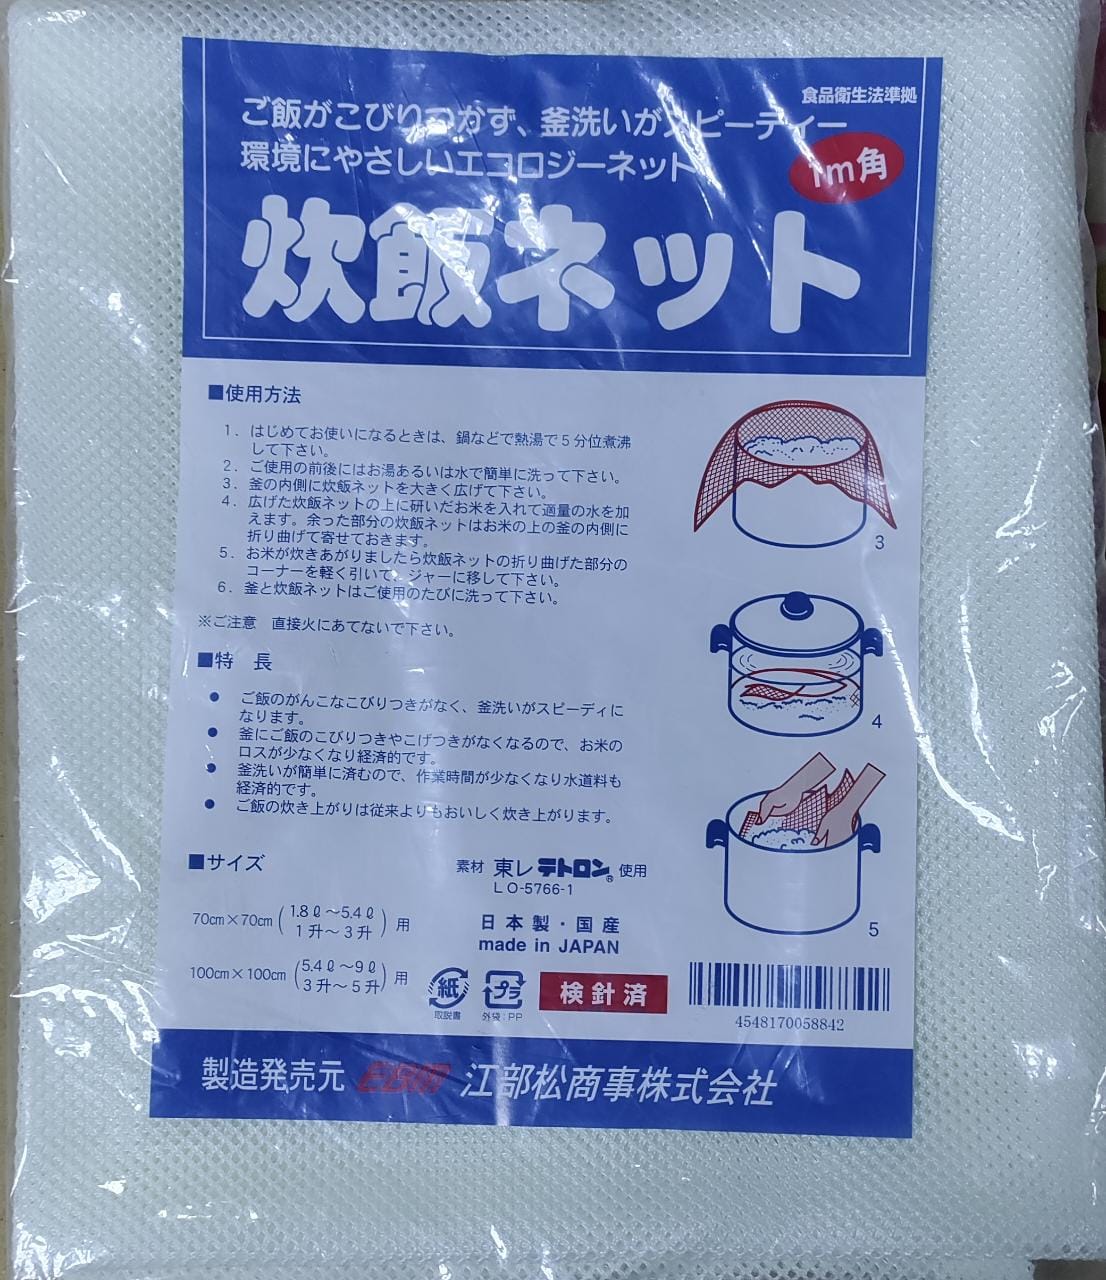 食品衛生法準拠
ご飯がこびりつかず、釜洗いがスピーディー
環境にやさしいエコロジーネット
1m角
炊飯ネット
■使用方法
1. はじめてお使いになるときは、鍋などで熱湯で5分位煮沸
して下さい。
2. ご使用の前後にはお湯あるいは水で簡単に洗って下さい。
3. 釜の内側に炊飯ネットを大きく広げて下さい。
4. 広げた炊飯ネットの上に研いだお米を入れて適量の水を加
えます。余った部分の炊飯ネットはお米の上の釜の内側に
折り曲げて寄せておきます。
5. お米が炊きあがりましたら炊飯ネットの折り曲げた部分の
コーナーを軽く引いて、ジャーに移して下さい。
6. 釜と炊飯ネットはご使用のたびに洗って下さい。
※ご注意 直接火にあてないで下さい。
3
4
5
■特 長
● ご飯のがんこなこびりつきがなく、釜洗いがスピーディに
なります。
● 釜にご飯のこびりつきやこげつきがなくなるので、お米の
ロスが少なくなり経済的です。
● 釜洗いが簡単に済むので、作業時間が少なくなり水道料も
経済的です。
● ご飯の炊き上がりは従来よりもおいしく炊き上がります。
■サイズ
70cm×70cm(1.8ℓ～5.4ℓ
1升～3升)用
100cm×100cm(5.4ℓ～9ℓ
3升～5升)用
素材 東レテトロン®使用
LO-5766-1
日本製・国産
made in JAPAN
紙
取説書
プラ
外袋:PP
検針済
4548170058842
製造発売元 EBM 江部松商事株式会社